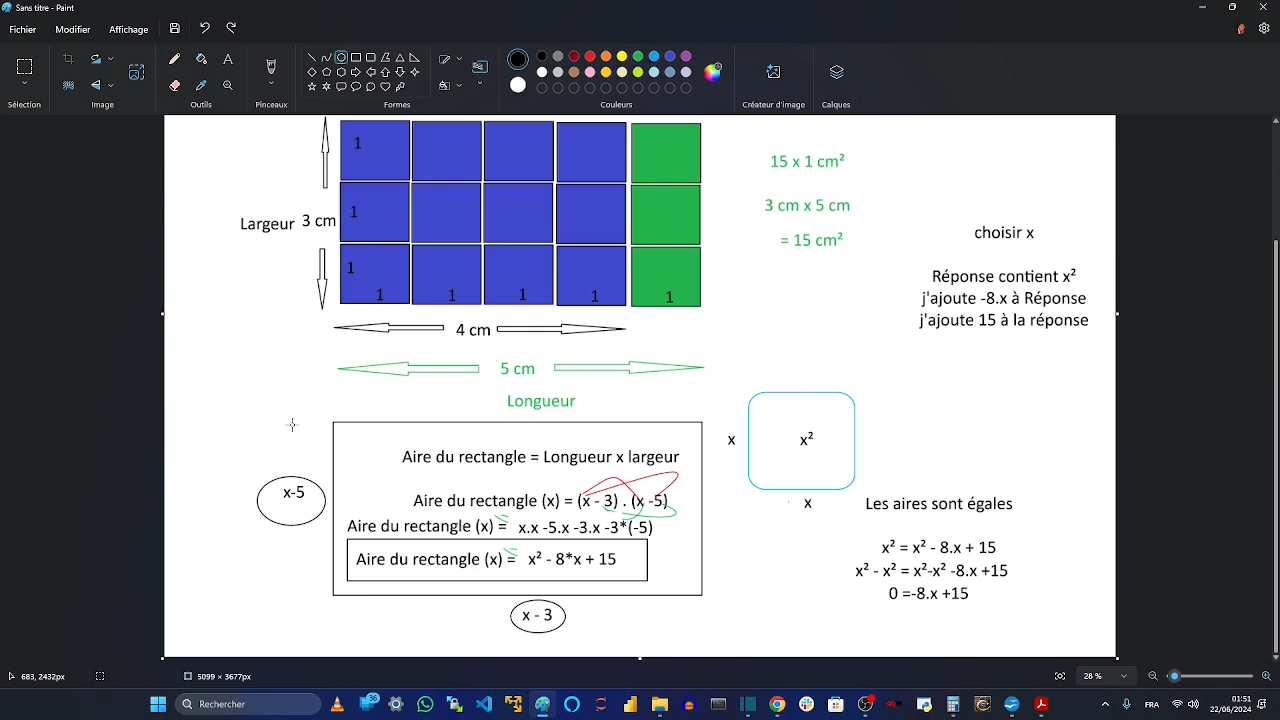 Sans titre - Paint
Fichier Modifier Affichage
Sélection Image Outils Pinceaux Formes Couleurs Créateur d'image Calques
1
15 x 1 cm²
3 cm x 5 cm
1
Largeur 3 cm
choisir x
= 15 cm²
1
Réponse contient x²
1 1 1 1 1
j'ajoute -8.x à Réponse
j'ajoute 15 à la réponse
4 cm
5 cm
Longueur
x x²
Aire du rectangle = Longueur x largeur
x-5
Aire du rectangle (x) = (x - 3) . (x -5)
x Les aires sont égales
Aire du rectangle (x) = x.x -5.x -3.x -3*(-5)
x² = x² - 8.x + 15
Aire du rectangle (x) = x² - 8*x + 15
x² - x² = x²-x² -8.x +15
0 =-8.x +15
x - 3
681, 2432px 5099 × 3677px 28 %
Rechercher 36 FRA 01:51
22/06/2024